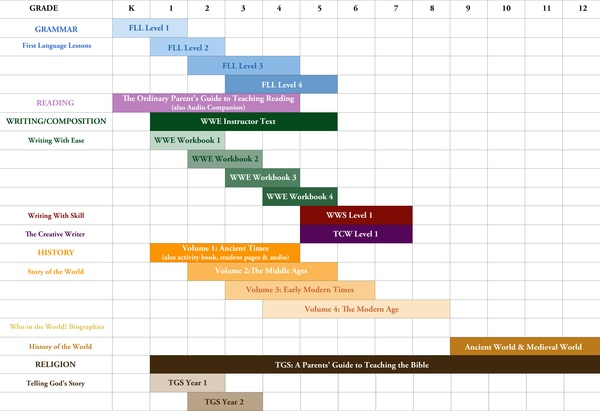 GRADE K 1 2 3 4 5 6 7 8 9 10 11 12
GRAMMAR FLL Level 1
First Language Lessons FLL Level 2
FLL Level 3
FLL Level 4
READING The Ordinary Parent's Guide to Teaching Reading
(also Audio Companion)
WRITING/COMPOSITION WWE Instructor Text
Writing With Ease WWE Workbook 1
WWE Workbook 2
WWE Workbook 3
WWE Workbook 4
Writing With Skill WWS Level 1
The Creative Writer TCW Level 1
HISTORY Volume 1: Ancient Times
(also activity book, student pages & audio)
Story of the World Volume 2:The Middle Ages
Volume 3: Early Modern Times
Volume 4: The Modern Age
Who in the World? Biographies
History of the World Ancient World & Medieval World
RELIGION TGS: A Parents' Guide to Teaching the Bible
Telling God's Story TGS Year 1
TGS Year 2